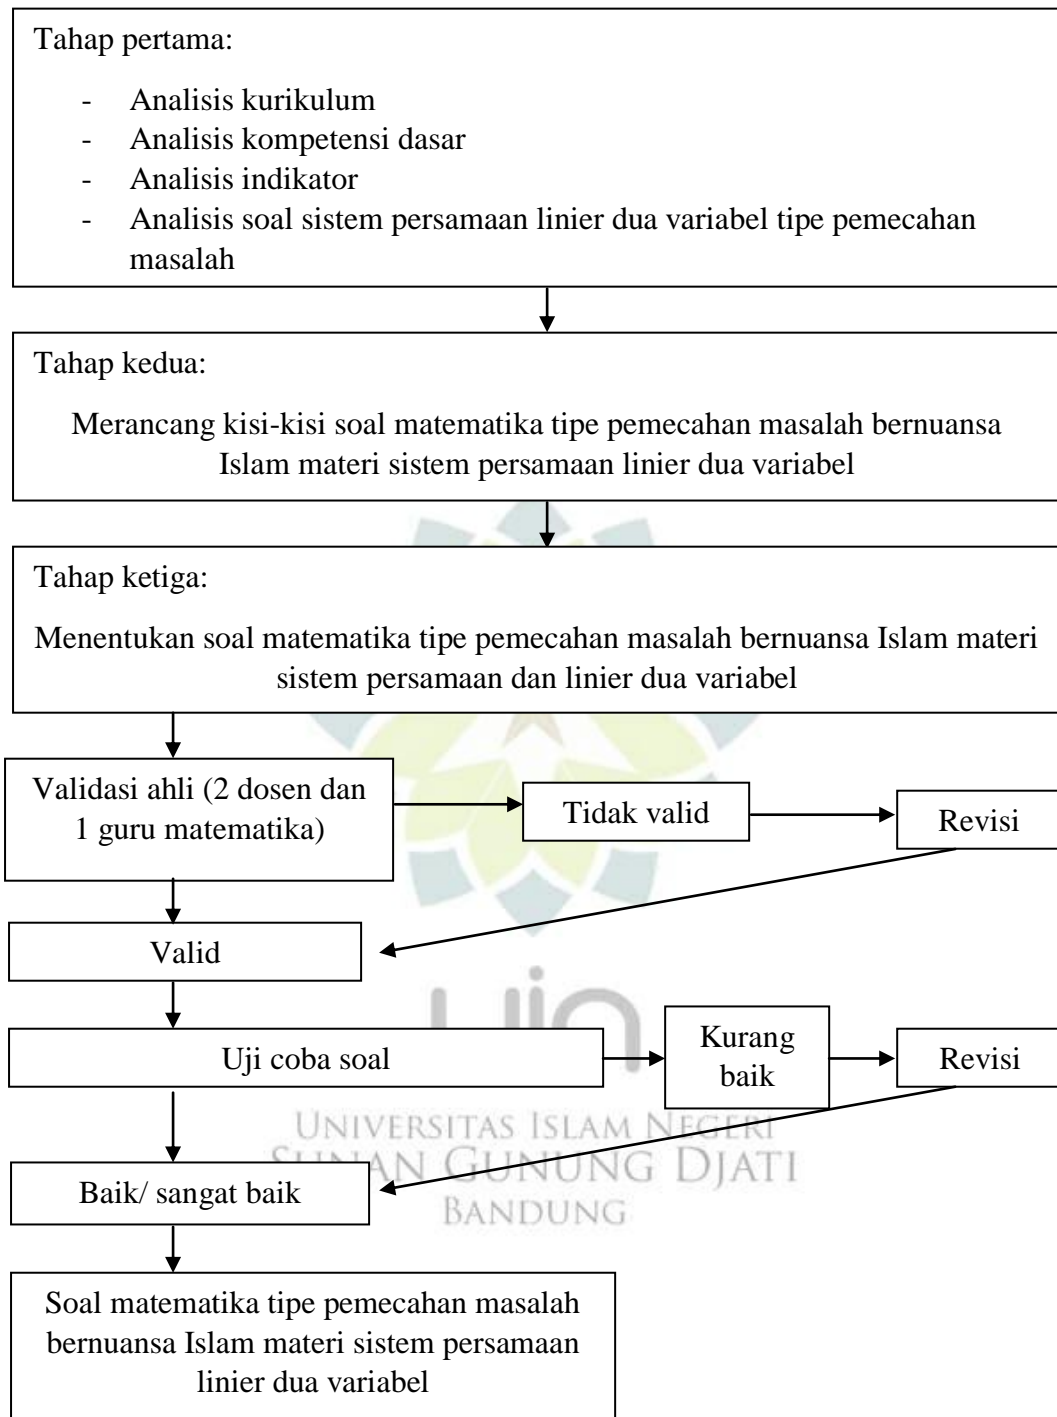 Tahap pertama:
- Analisis kurikulum
- Analisis kompetensi dasar
- Analisis indikator
- Analisis soal sistem persamaan linier dua variabel tipe pemecahan
masalah
Tahap kedua:
Merancang kisi-kisi soal matematika tipe pemecahan masalah bernuansa
Islam materi sistem persamaan linier dua variabel
Tahap ketiga:
Menentukan soal matematika tipe pemecahan masalah bernuansa Islam materi
sistem persamaan dan linier dua variabel
Validasi ahli (2 dosen dan
1 guru matematika)
Tidak valid
Revisi
Valid
uin
Uji coba soal
Kurang
baik
Revisi
UNIVERSITAS ISLAM NEGERI
SUNAN GUNUNG DJATI
BANDUNG
Baik/ sangat baik
Soal matematika tipe pemecahan masalah
bernuansa Islam materi sistem persamaan
linier dua variabel